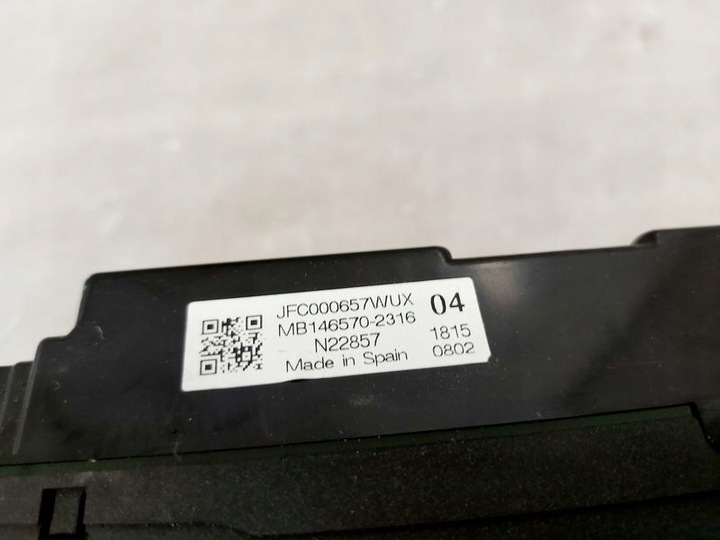 JFC000657WUX 04
MB146570-2316
N22857 1815
Made in Spain 0802